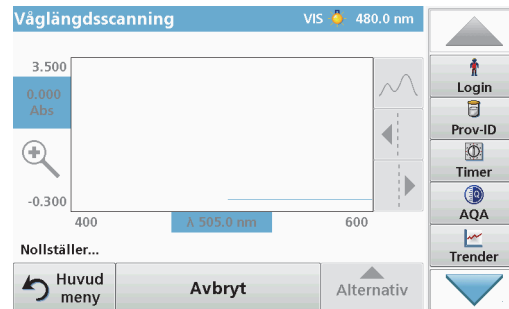 Våglängdsscanning VIS 480.0 nm
3.500
0.000
Abs
-0.300
400 λ 505.0 nm 600
Nollställer...
Huvud
meny
Avbryt
Alternativ
Login
Prov-ID
Timer
AQA
Trender